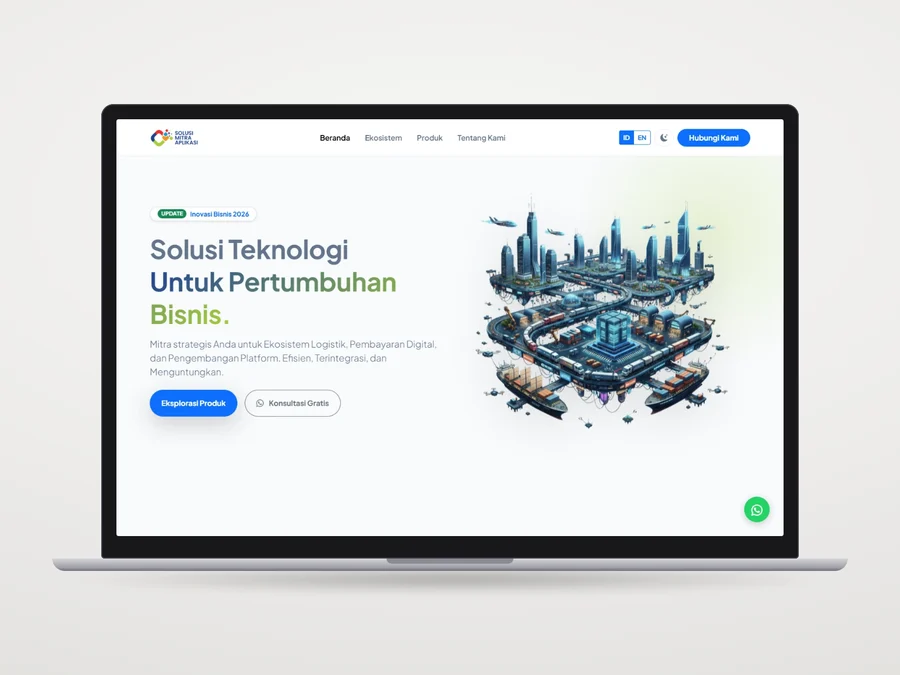 SOLUSI
MITRA
APLIKASI
Beranda
Ekosistem
Produk
Tentang Kami
ID
EN
Hubungi Kami
UPDATE
Inovasi Bisnis 2026
Solusi Teknologi
Untuk Pertumbuhan
Bisnis.
Mitra strategis Anda untuk Ekosistem Logistik, Pembayaran Digital,
dan Pengembangan Platform. Efisien, Terintegrasi, dan
Menguntungkan.
Eksplorasi Produk
Konsultasi Gratis